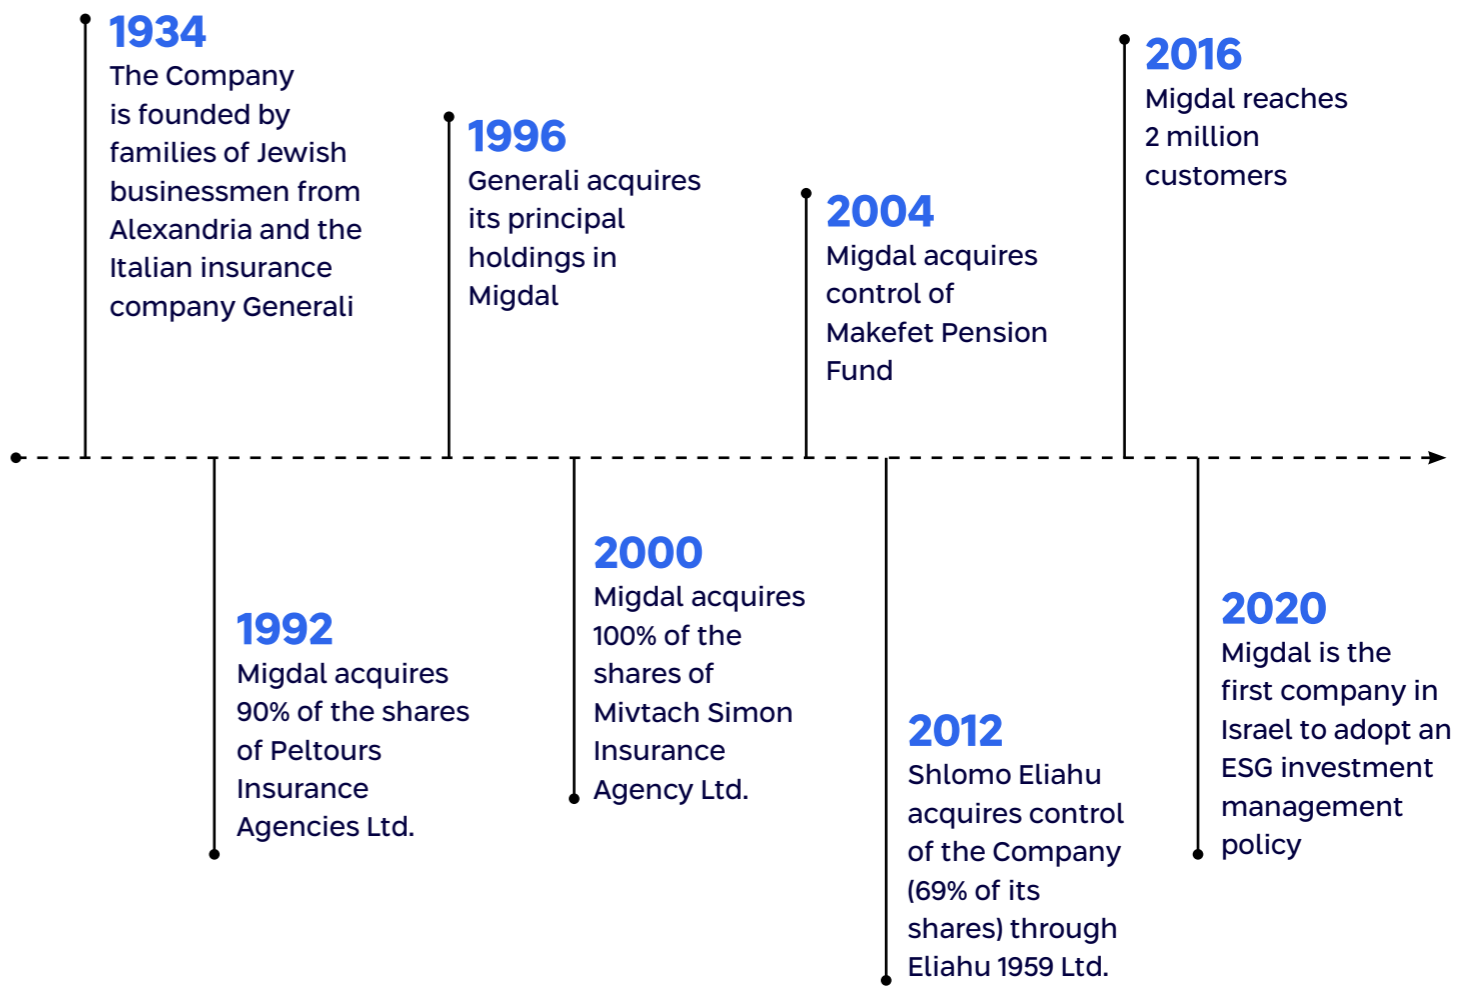 1934
The Company
is founded by
families of Jewish
businessmen from
Alexandria and the
Italian insurance
company Generali
1992
Migdal acquires
90% of the shares
of Peltours
Insurance
Agencies Ltd.
1996
Generali acquires
its principal
holdings in
Migdal
2000
Migdal acquires
100% of the
shares of
Mivtach Simon
Insurance
Agency Ltd.
2004
Migdal acquires
control of
Makefet Pension
Fund
2012
Shlomo Eliahu
acquires control
of the Company
(69% of its
shares) through
Eliahu 1959 Ltd.
2016
Migdal reaches
2 million
customers
2020
Migdal is the
first company in
Israel to adopt an
ESG investment
management
policy